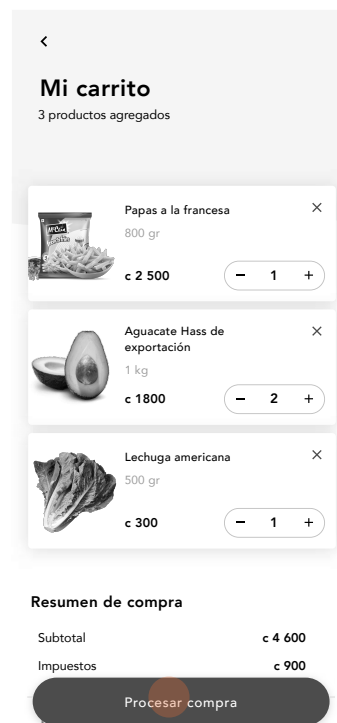 Mi carrito
3 productos agregados
Papas a la francesa
800 gr
c 2 500
1
Aguacate Hass de
exportación
1 kg
c 1800
2
Lechuga americana
500 gr
c 300
1
Resumen de compra
Subtotal c 4 600
Impuestos c 900
Procesar compra